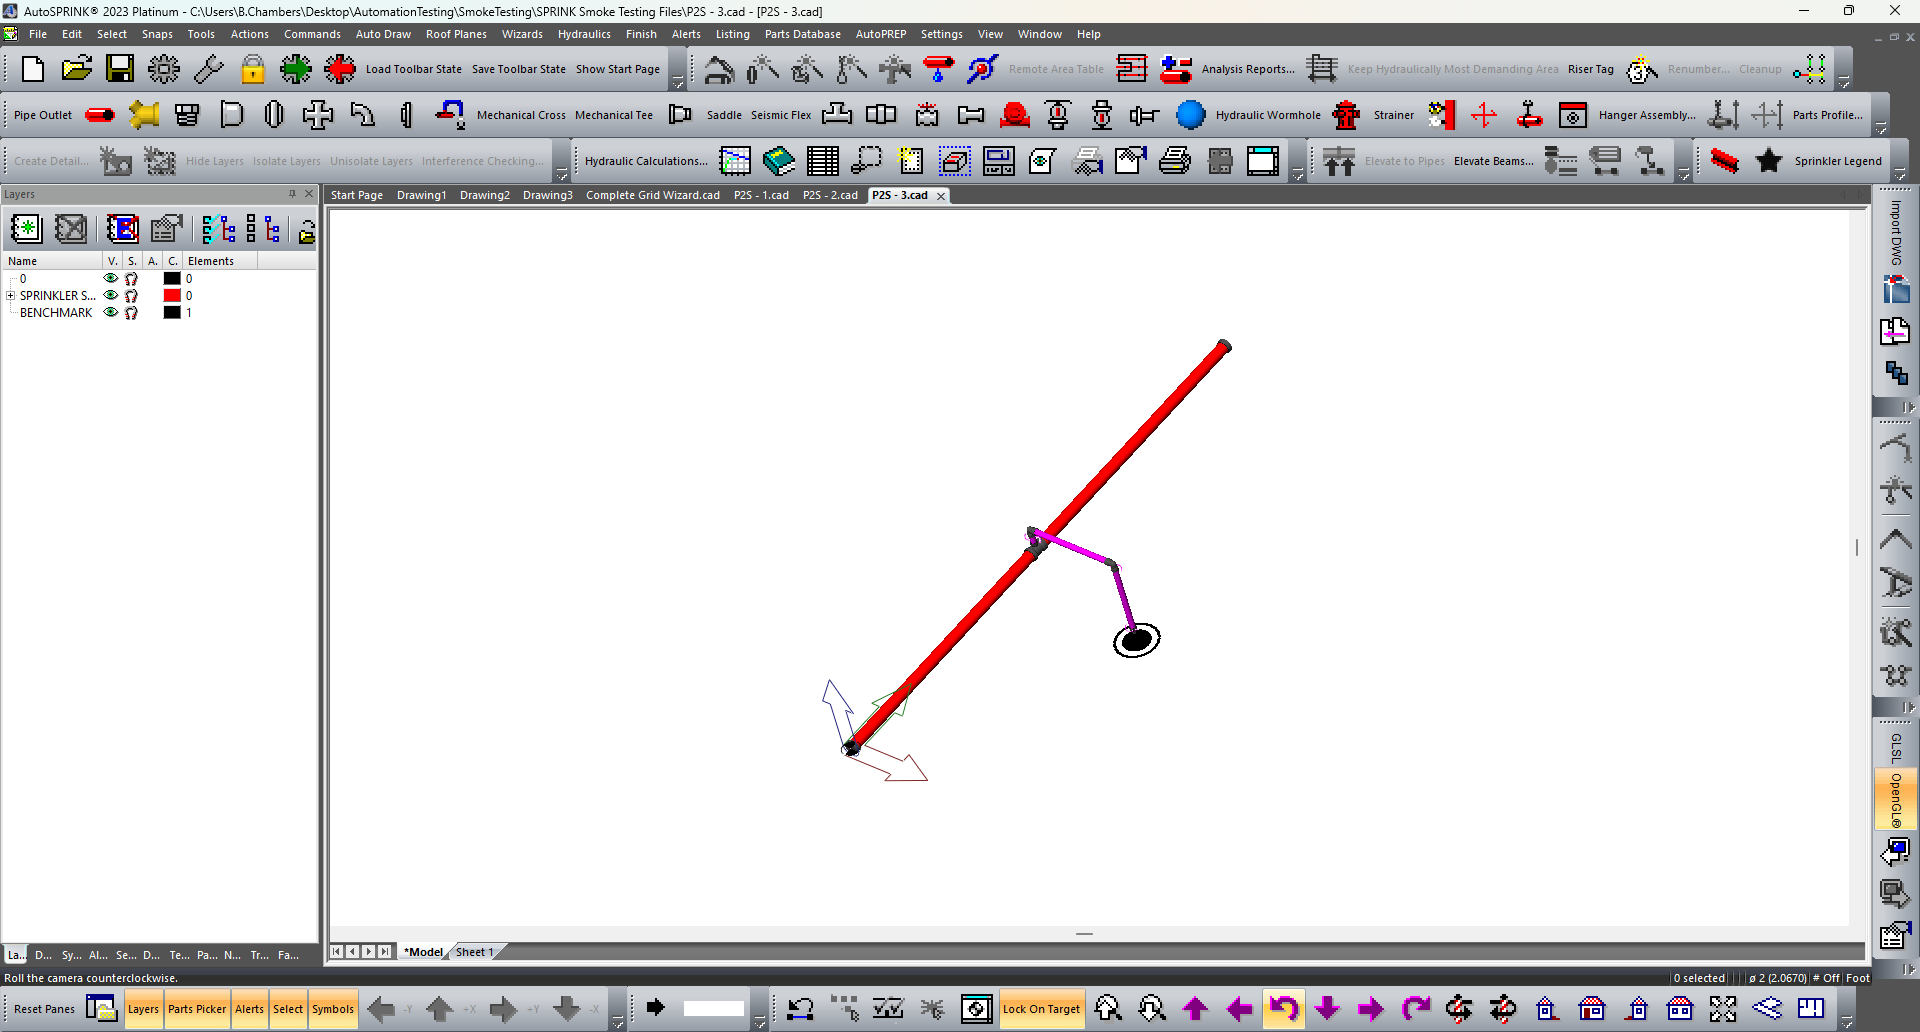 AutoSPRINK® 2023 Platinum - C:\Users\B.Chambers\Desktop\AutomationTesting\SmokeTesting\SPRINK Smoke Testing Files\P2S - 3.cad - [P2S - 3.cad]
File Edit Select Snaps Tools Actions Commands Auto Draw Roof Planes Wizards Hydraulics Finish Alerts Listing Parts Database AutoPREP Settings View Window Help
Load Toolbar State Save Toolbar State Show Start Page Remote Area Table Analysis Reports... Keep Hydraulically Most Demanding Area Riser Tag Renumber... Cleanup
Pipe Outlet Mechanical Cross Mechanical Tee Saddle Seismic Flex Hydraulic Wormhole Strainer Hanger Assembly... Parts Profile...
Create Detail... Hide Layers Isolate Layers Unisolate Layers Interference Checking... Hydraulic Calculations... Elevate to Pipes Elevate Beams... Sprinkler Legend
Layers
Start Page Drawing1 Drawing2 Drawing3 Complete Grid Wizard.cad P2S - 1.cad P2S - 2.cad P2S - 3.cad
Import DWG
Name V. S. A. C. Elements
0 0
SPRINKLER S... 0
BENCHMARK 1
GLSL
OpenGL®
La... D... Sy... Al... Se... D... Te... Pa... N... Tr... Fa...
*Model Sheet 1
Roll the camera counterclockwise.
0 selected ø 2 (2.0670) # Off Foot
Reset Panes Layers Parts Picker Alerts Select Symbols -Y +X +Y -X Lock On Target